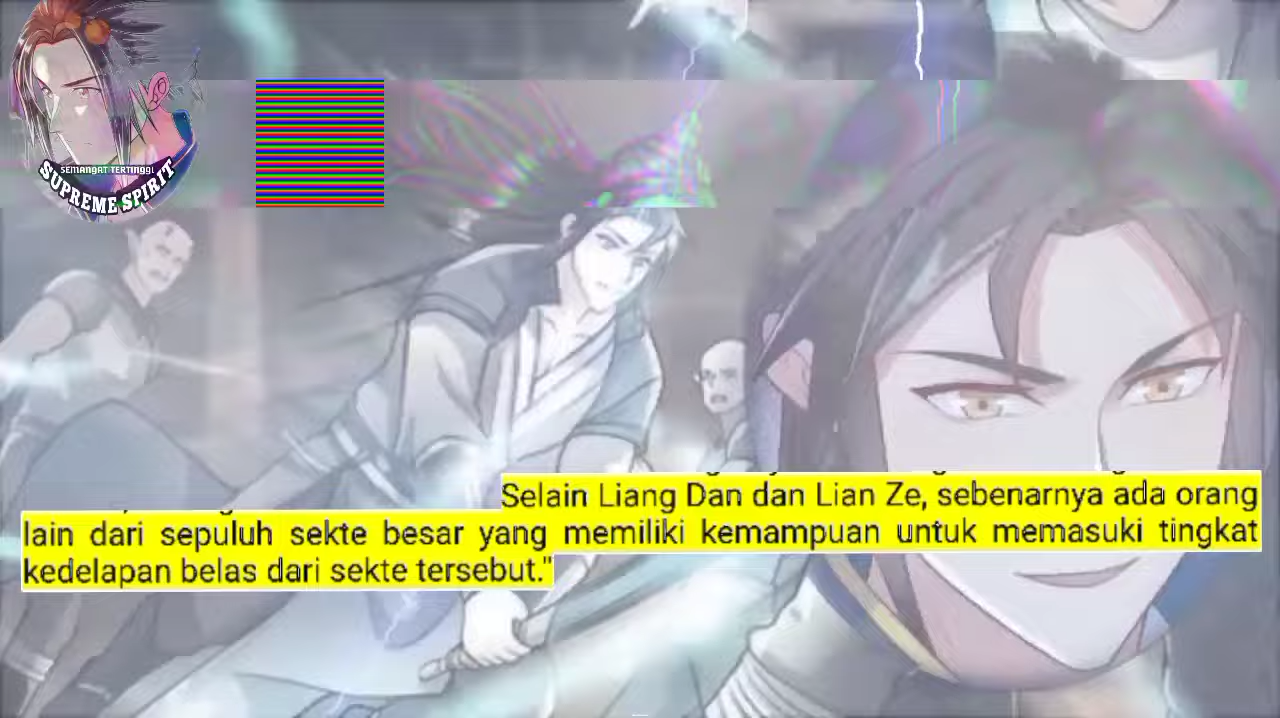 SEMANGAT TERTINGGI
SUPREME SPIRIT
Selain Liang Dan dan Lian Ze, sebenarnya ada orang
lain dari sepuluh sekte besar yang memiliki kemampuan untuk memasuki tingkat
kedelapan belas dari sekte tersebut."